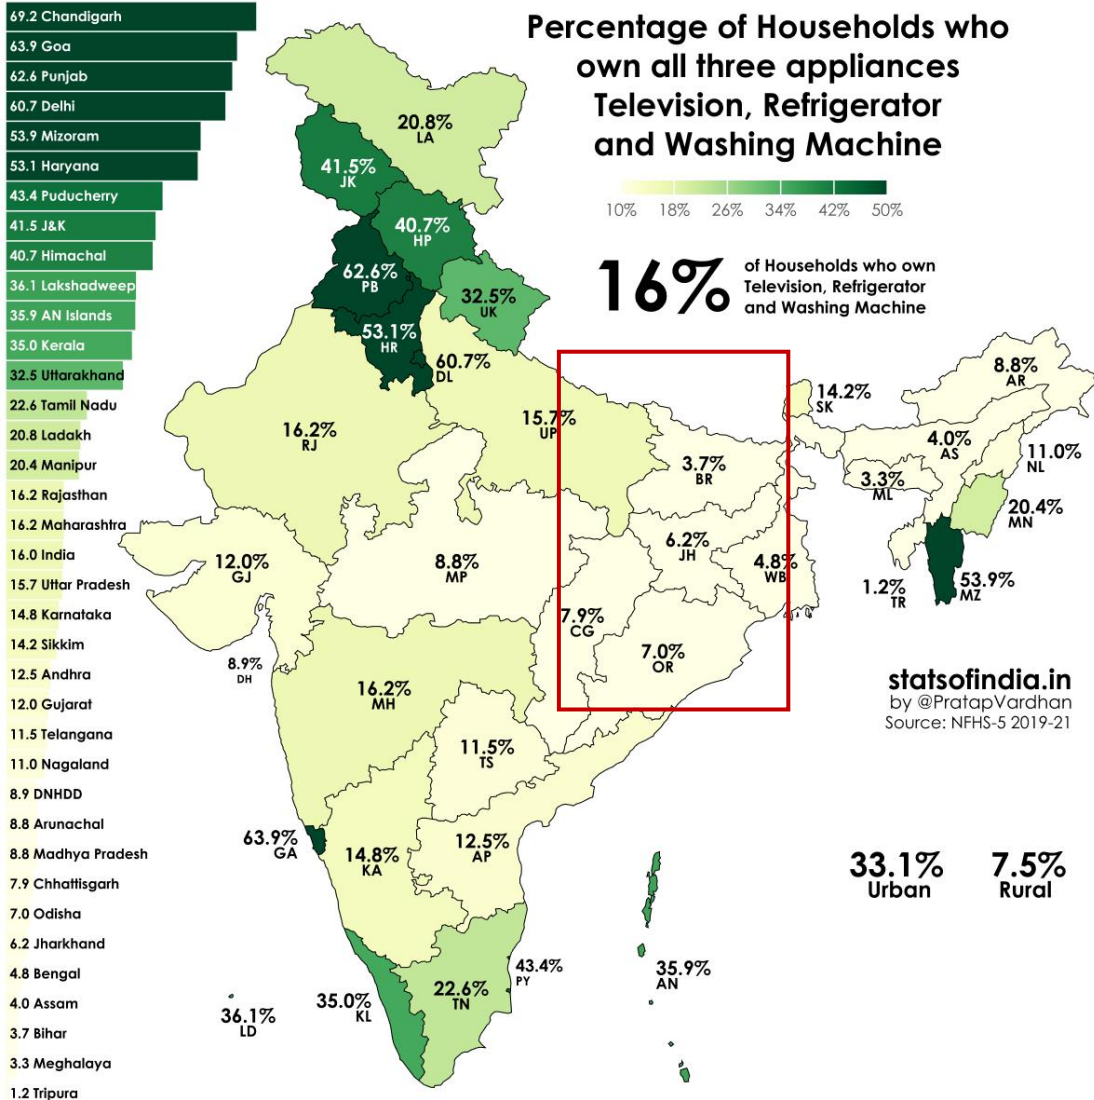 69.2 Chandigarh
63.9 Goa
62.6 Punjab
60.7 Delhi
53.9 Mizoram
53.1 Haryana
43.4 Puducherry
41.5 J&K
40.7 Himachal
36.1 Lakshadweep
35.9 AN Islands
35.0 Kerala
32.5 Uttarakhand
22.6 Tamil Nadu
20.8 Ladakh
20.4 Manipur
16.2 Rajasthan
16.2 Maharashtra
16.0 India
15.7 Uttar Pradesh
14.8 Karnataka
14.2 Sikkim
12.5 Andhra
12.0 Gujarat
11.5 Telangana
11.0 Nagaland
8.9 DNHDD
8.8 Arunachal
8.8 Madhya Pradesh
7.9 Chhattisgarh
7.0 Odisha
6.2 Jharkhand
4.8 Bengal
4.0 Assam
3.7 Bihar
3.3 Meghalaya
1.2 Tripura
Percentage of Households who
own all three appliances
Television, Refrigerator
and Washing Machine
10% 18% 26% 34% 42% 50%
16%
of Households who own
Television, Refrigerator
and Washing Machine
20.8%
LA
41.5%
JK
40.7%
HP
62.6%
PB
32.5%
UK
53.1%
HR
60.7%
DL
16.2%
RJ
15.7%
UP
3.7%
BR
14.2%
SK
8.8%
AR
4.0%
AS
11.0%
NL
3.3%
ML
20.4%
MN
53.9%
MZ
1.2%
TR
12.0%
GJ
8.8%
MP
6.2%
JH
4.8%
WB
7.9%
CG
7.0%
OR
8.9%
DH
16.2%
MH
11.5%
TS
63.9%
GA
14.8%
KA
12.5%
AP
43.4%
PY
22.6%
TN
35.0%
KL
36.1%
LD
35.9%
AN
statsofindia.in
by @PratapVardhan
Source: NFHS-5 2019-21
33.1%
Urban
7.5%
Rural